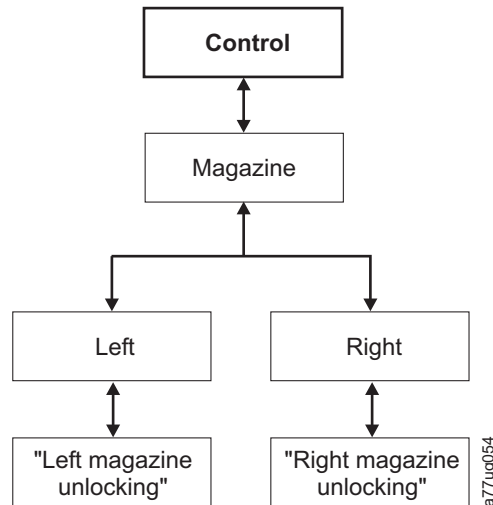 Control
Magazine
Left
Right
"Left magazine
unlocking"
"Right magazine
unlocking"
a77ug054